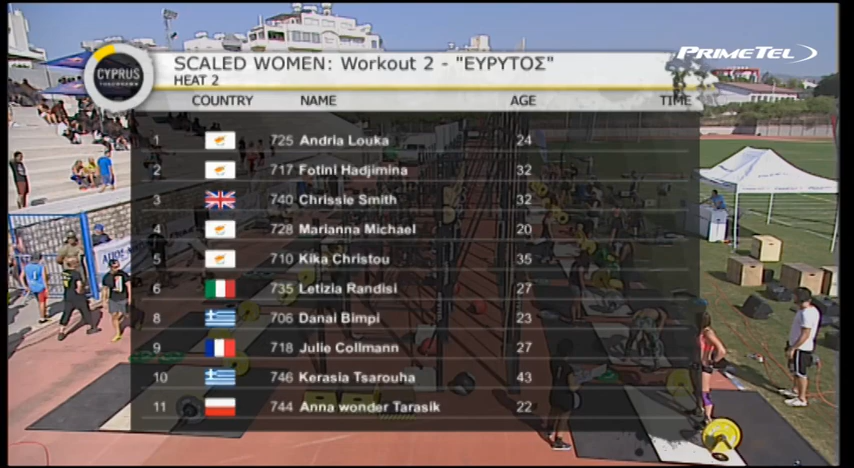 PRIMETEL
CYPRUS
THROWDOWN
SCALED WOMEN: Workout 2 - "ΕΥΡΥΤΟΣ"
HEAT 2
COUNTRY NAME AGE TIME
1 725 Andria Louka 24
2 717 Fotini Hadjimina 32
3 740 Chrissie Smith 32
4 728 Marianna Michael 20
5 710 Kika Christou 35
6 735 Letizia Randisi 27
8 706 Danai Bimpi 23
9 718 Julie Collmann 27
10 746 Kerasia Tsarouha 43
11 744 Anna wonder Tarasik 22